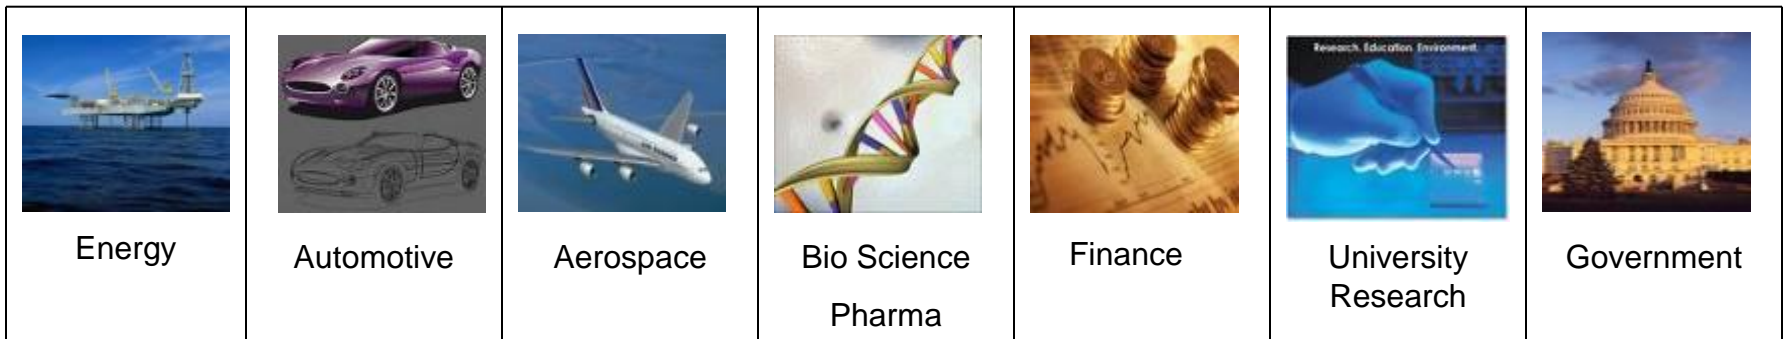 Research. Education. Environment.
Energy
Automotive
Aerospace
Bio Science
Pharma
Finance
University
Research
Government